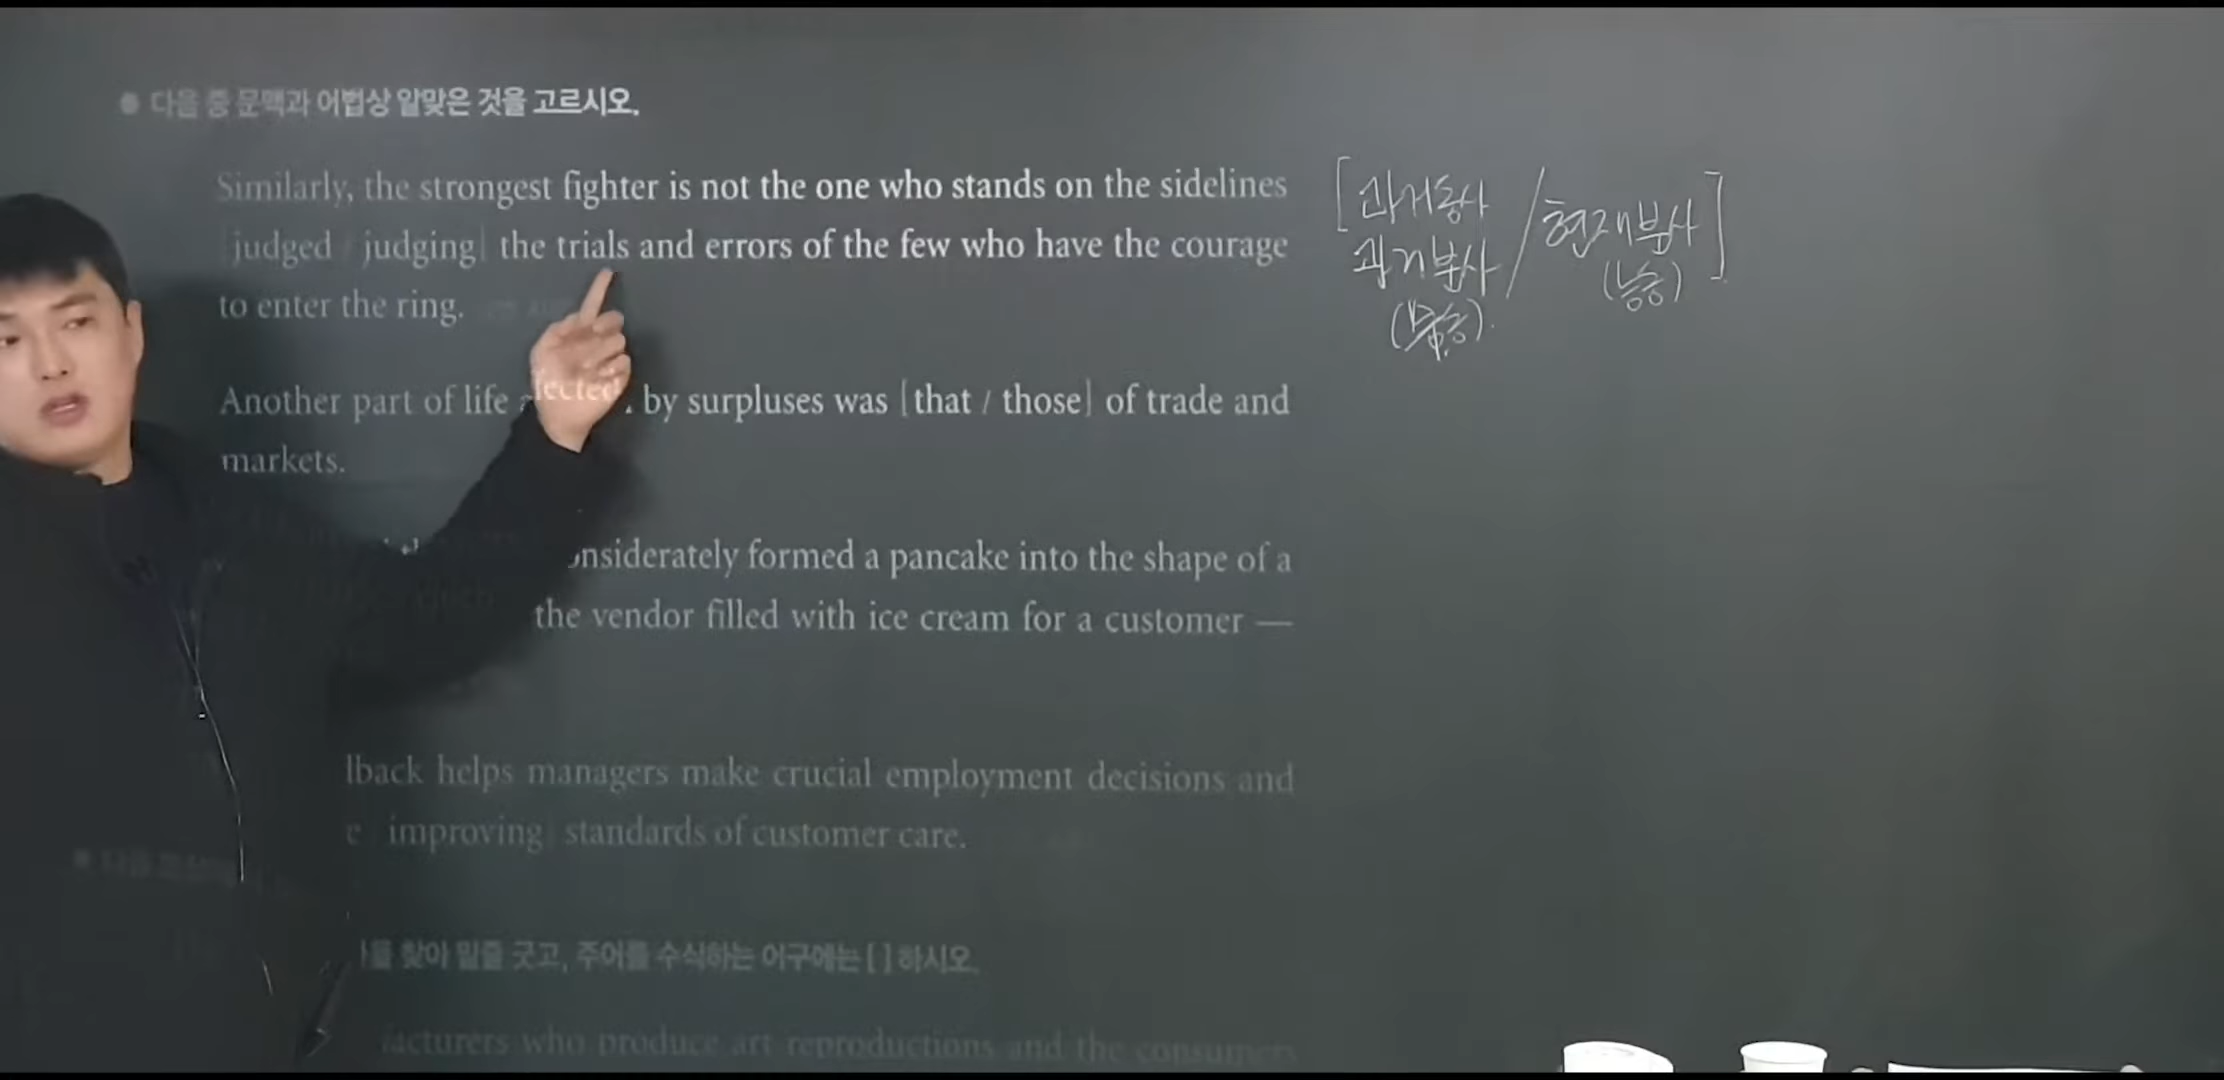 ● 다음 중 문맥과 어법상 알맞은 것을 고르시오.
Similarly, the strongest fighter is not the one who stands on the sidelines
[judged / judging] the trials and errors of the few who have the courage
to enter the ring.
Another part of life by surpluses was [that / those] of trade and
markets.
formed a pancake into the shape of a
the vendor filled with ice cream for a customer —
helps managers make crucial employment decisions and
improving] standards of customer care.
찾아 밑줄 긋고, 주어를 수식하는 어구에는 [ ] 하시오.
who produce art reproductions and the consumers
[과거동사
과거분사 / 현재분사]
(능동)